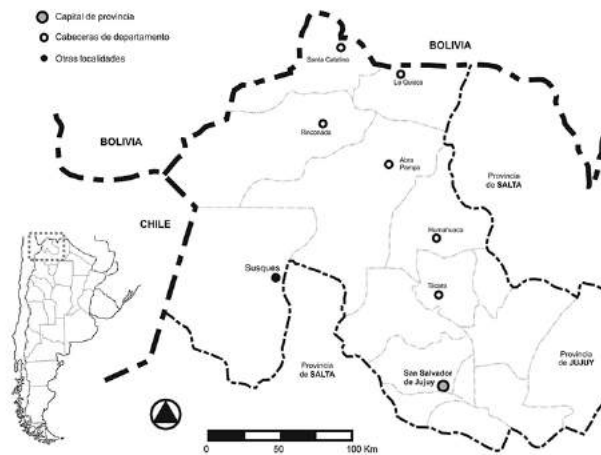 Capital de provincia
Cabeceras de departamento
Otras localidades
BOLIVIA
Santa Catalina
La Quiaca
BOLIVIA
Rinconada
Abra
Pampa
Provincia
de SALTA
CHILE
Humahuaca
Susques
Tilcara
Provincia
de SALTA
San Salvador
de Jujuy
Provincia
de JUJUY
0
50
100 Km